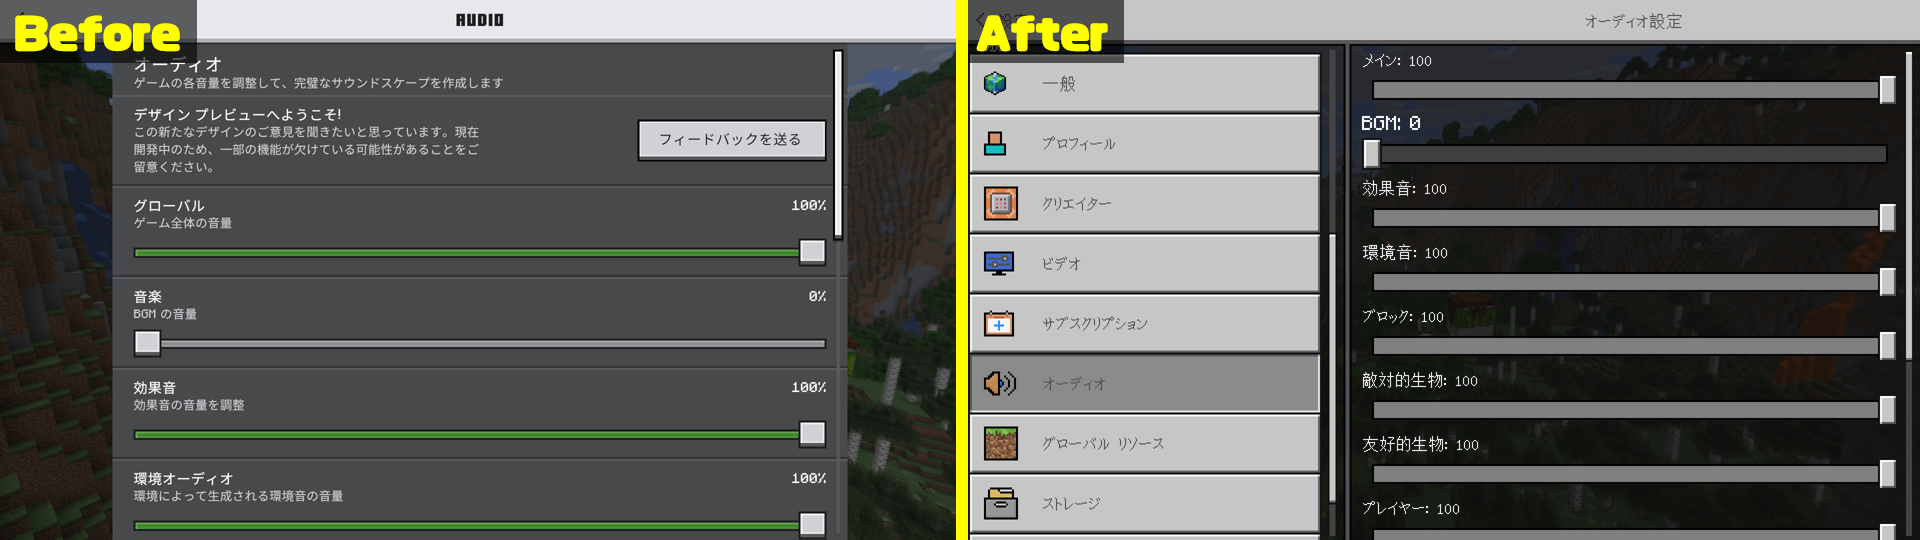 Before
AUDIO
オーディオ
ゲームの各音量を調整して、完璧なサウンドスケープを作成します
デザイン プレビューへようこそ!
この新たなデザインのご意見を聞きたいと思っています。現在
開発中のため、一部の機能が欠けている可能性があることをご
留意ください。
フィードバックを送る
グローバル
100%
ゲーム全体の音量
音楽
0%
BGM の音量
効果音
100%
効果音の音量を調整
環境オーディオ
100%
環境によって生成される環境音の音量
After
オーディオ設定
一般
プロフィール
クリエイター
ビデオ
サブスクリプション
オーディオ
グローバル リソース
ストレージ
メイン: 100
BGM: 0
効果音: 100
環境音: 100
ブロック: 100
敵対的生物: 100
友好的生物: 100
プレイヤー: 100